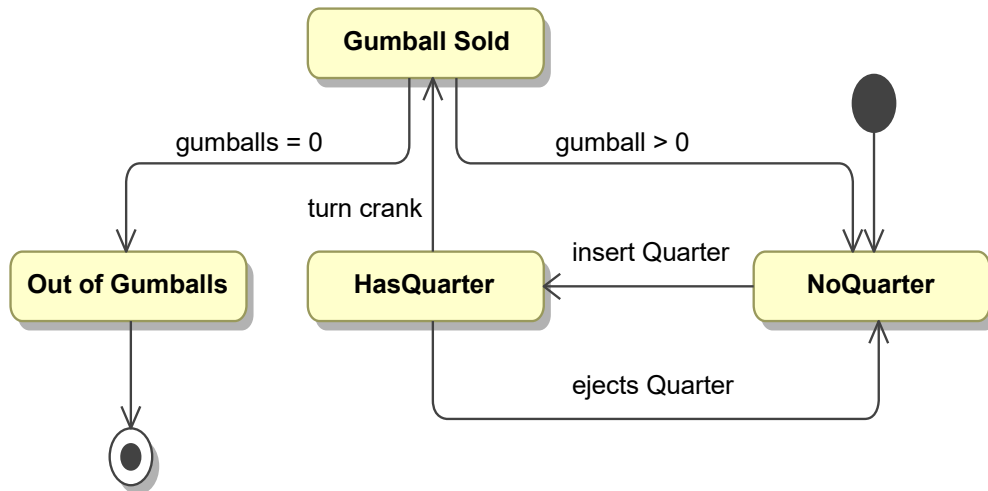 Gumball Sold
gumballs = 0
gumball > 0
turn crank
insert Quarter
Out of Gumballs
HasQuarter
NoQuarter
ejects Quarter